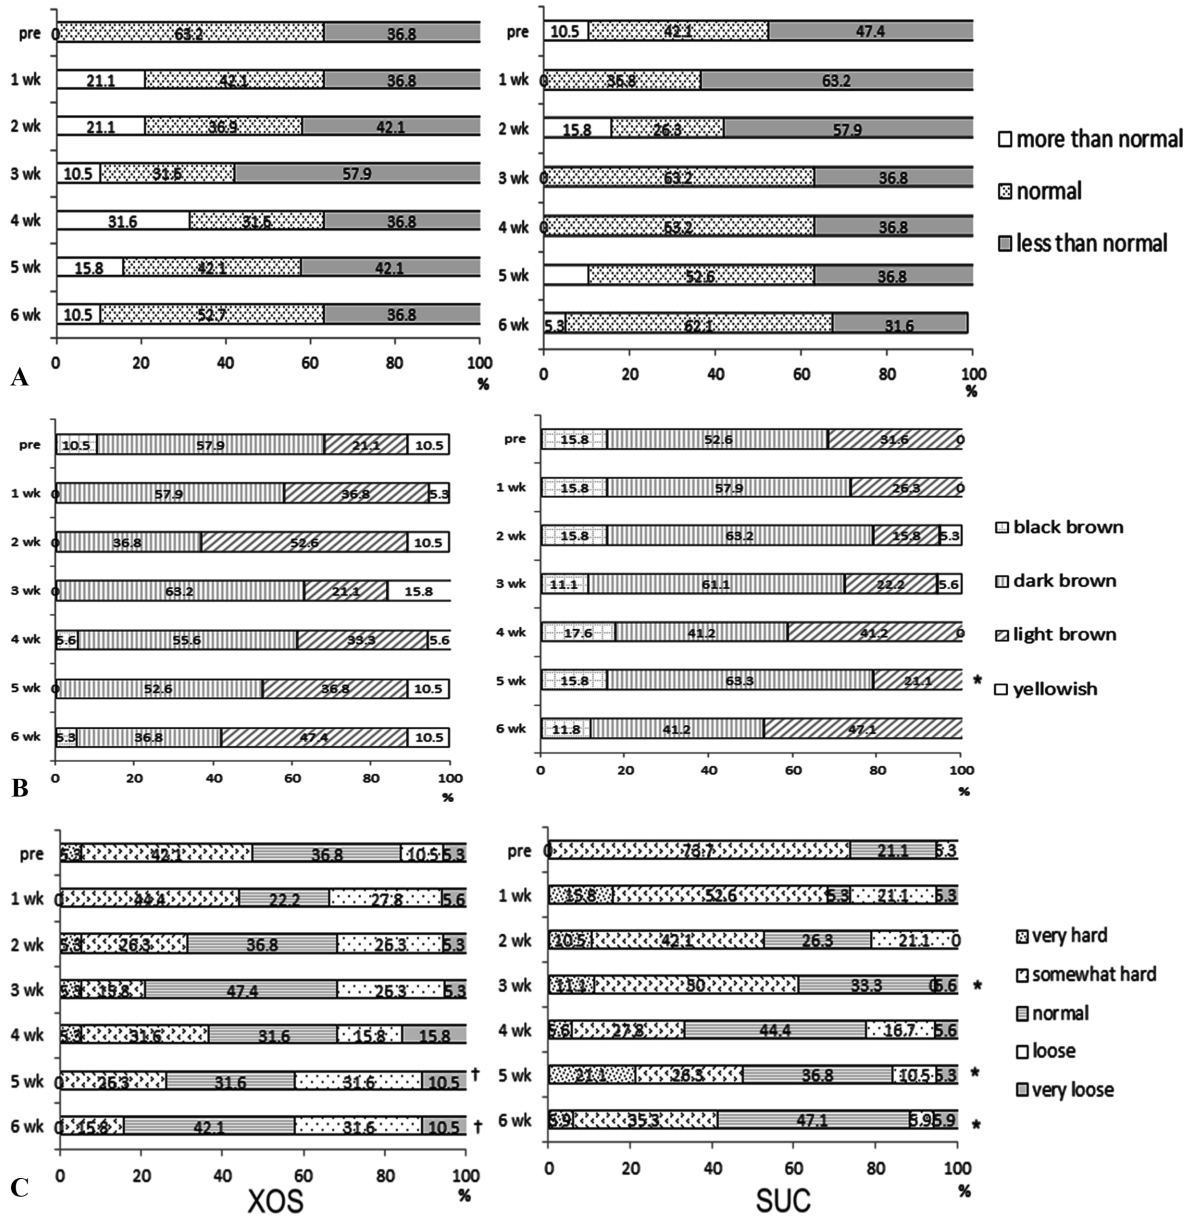 pre 0 63.2 36.8
1 wk 21.1 42.1 36.8
2 wk 21.1 36.9 42.1
3 wk 10.5 31.6 57.9
4 wk 31.6 31.6 36.8
5 wk 15.8 42.1 42.1
6 wk 10.5 52.7 36.8
0 20 40 60 80 100
%
A
pre 10.5 42.1 47.4
1 wk 0 36.8 63.2
2 wk 15.8 26.3 57.9
3 wk 0 63.2 36.8
4 wk 0 63.2 36.8
5 wk 52.6 36.8
6 wk 5.3 62.1 31.6
0 20 40 60 80 100
%
more than normal
normal
less than normal
pre 10.5 57.9 21.1 10.5
1 wk 0 57.9 36.8 5.3
2 wk 0 36.8 52.6 10.5
3 wk 0 63.2 21.1 15.8
4 wk 5.6 55.6 33.3 5.6
5 wk 0 52.6 36.8 10.5
6 wk 5.3 36.8 47.4 10.5
0 20 40 60 80 100
%
B
pre 15.8 52.6 31.6 0
1 wk 15.8 57.9 26.3 0
2 wk 15.8 63.2 15.8 5.3
3 wk 11.1 61.1 22.2 5.6
4 wk 17.6 41.2 41.2 0
5 wk 15.8 63.3 21.1 *
6 wk 11.8 41.2 47.1
0 20 40 60 80 100
%
black brown
dark brown
light brown
yellowish
pre 5.3 42.1 36.8 10.5 5.3
1 wk 0 44.4 22.2 27.8 5.6
2 wk 5.3 26.3 36.8 26.3 5.3
3 wk 5.3 15.8 47.4 26.3 5.3
4 wk 5.3 31.6 31.6 15.8 15.8
5 wk 0 26.3 31.6 31.6 10.5 †
6 wk 0 15.8 42.1 31.6 10.5 †
0 20 40 60 80 100
%
C
XOS
pre 0 73.7 21.1 5.3
1 wk 15.8 52.6 5.3 21.1 5.3
2 wk 10.5 42.1 26.3 21.1 0
3 wk 11.1 50 33.3 0 5.6 *
4 wk 5.6 27.8 44.4 16.7 5.6
5 wk 21.1 26.3 36.8 10.5 5.3 *
6 wk 5.9 35.3 47.1 5.9 5.9 *
0 20 40 60 80 100
%
SUC
very hard
somewhat hard
normal
loose
very loose